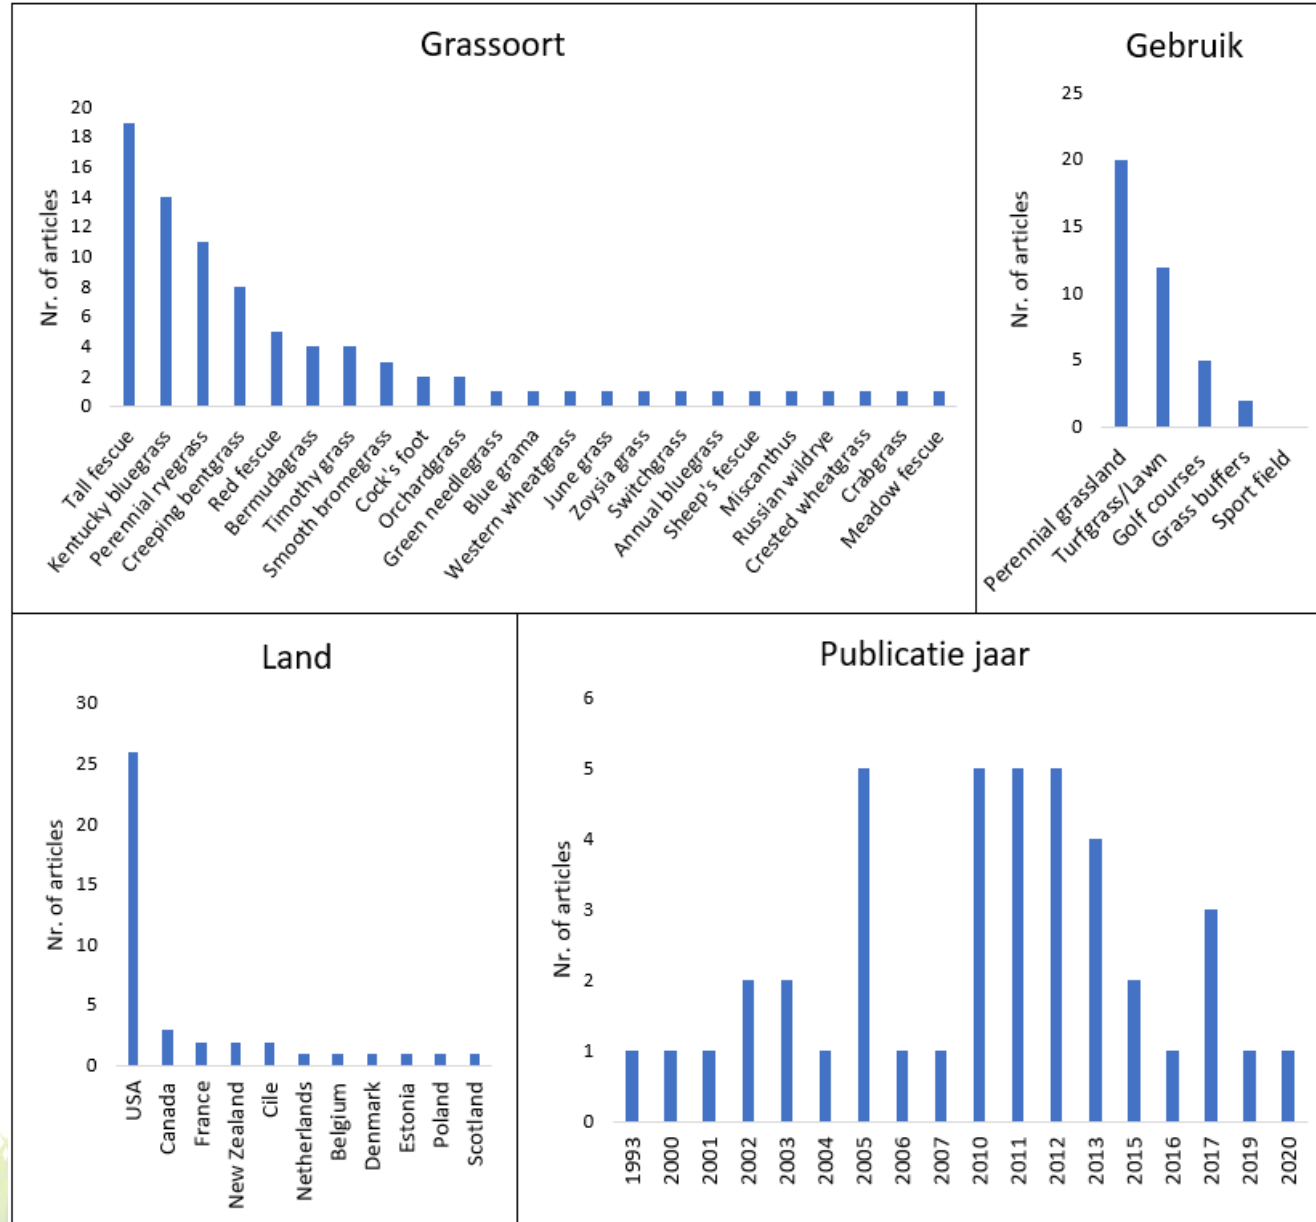 Grassoort
Nr. of articles
20
18
16
14
12
10
8
6
4
2
0
Tall fescue
Kentucky bluegrass
Perennial ryegrass
Creeping bentgrass
Red fescue
Bermudagrass
Timothy grass
Smooth bromegrass
Cock's foot
Orchardgrass
Green needlegrass
Blue grama
Western wheatgrass
June grass
Zoysia grass
Switchgrass
Annual bluegrass
Sheep's fescue
Miscanthus
Russian wildrye
Crested wheatgrass
Crabgrass
Meadow fescue
Gebruik
Nr. of articles
25
20
15
10
5
0
Perennial grassland
Turfgrass/Lawn
Golf courses
Grass buffers
Sport field
Land
Nr. of articles
30
25
20
15
10
5
0
USA
Canada
France
New Zealand
Cile
Netherlands
Belgium
Denmark
Estonia
Poland
Scotland
Publicatie jaar
Nr. of articles
6
5
4
3
2
1
0
1993
2000
2001
2002
2003
2004
2005
2006
2007
2010
2011
2012
2013
2015
2016
2017
2019
2020